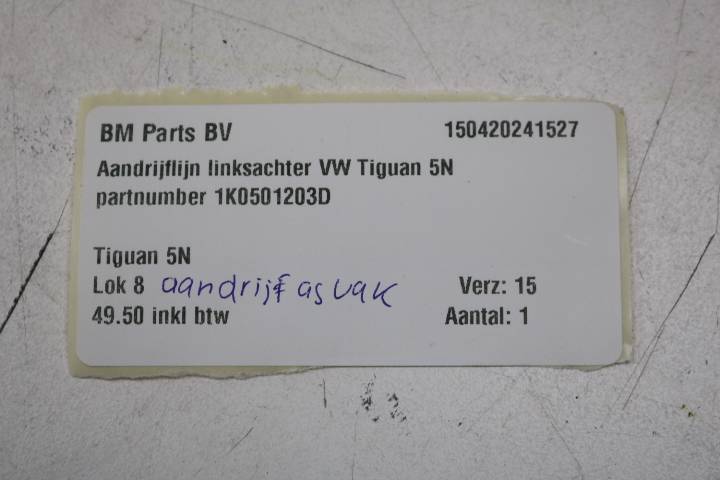 BM Parts BV 150420241527
Aandrijflijn linksachter VW Tiguan 5N
partnumber 1K0501203D
Tiguan 5N
Lok 8 aandrijf as vak Verz: 15
49.50 inkl btw Aantal: 1